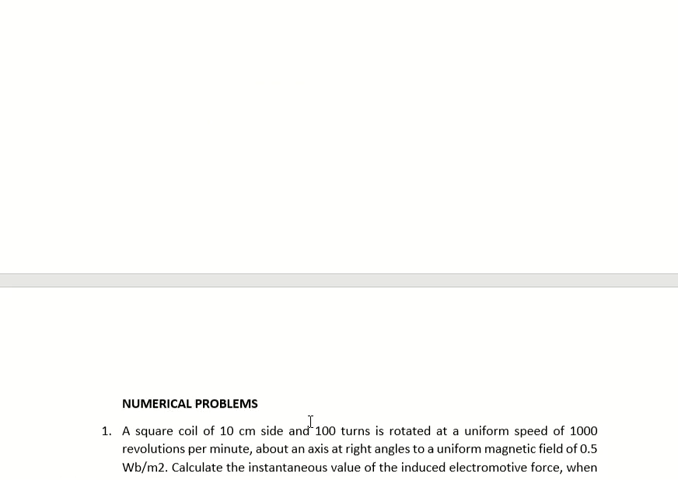 NUMERICAL PROBLEMS
1. A square coil of 10 cm side and 100 turns is rotated at a uniform speed of 1000
revolutions per minute, about an axis at right angles to a uniform magnetic field of 0.5
Wb/m2. Calculate the instantaneous value of the induced electromotive force, when